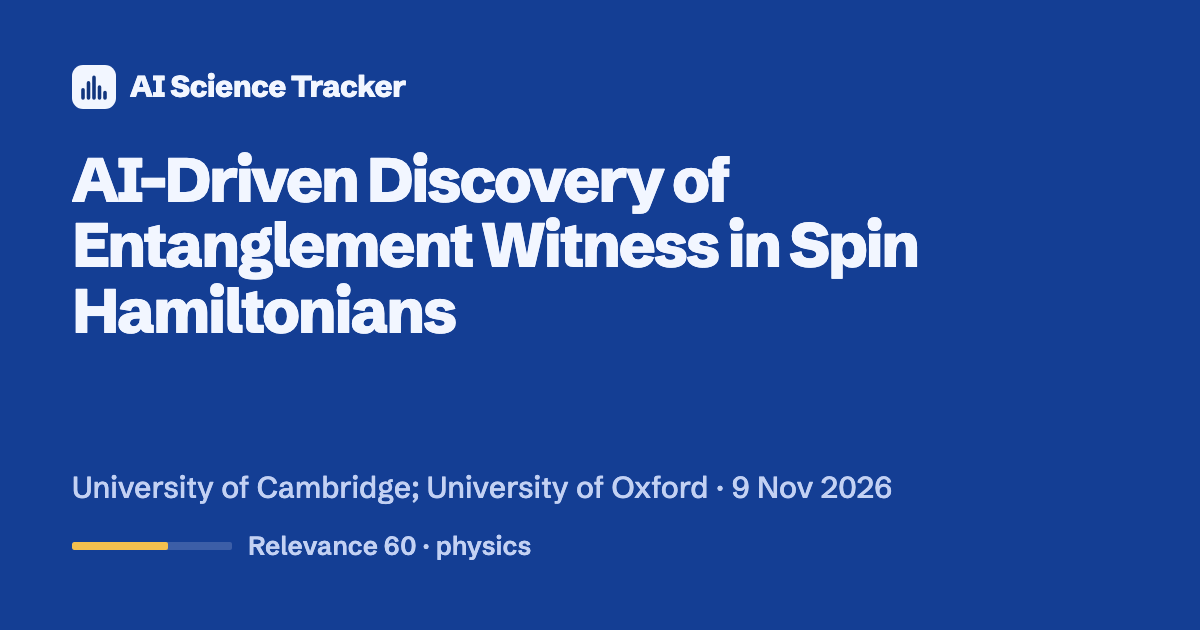 AI Science Tracker
AI-Driven Discovery of
Entanglement Witness in Spin
Hamiltonians
University of Cambridge; University of Oxford · 9 Nov 2026
Relevance 60 · physics